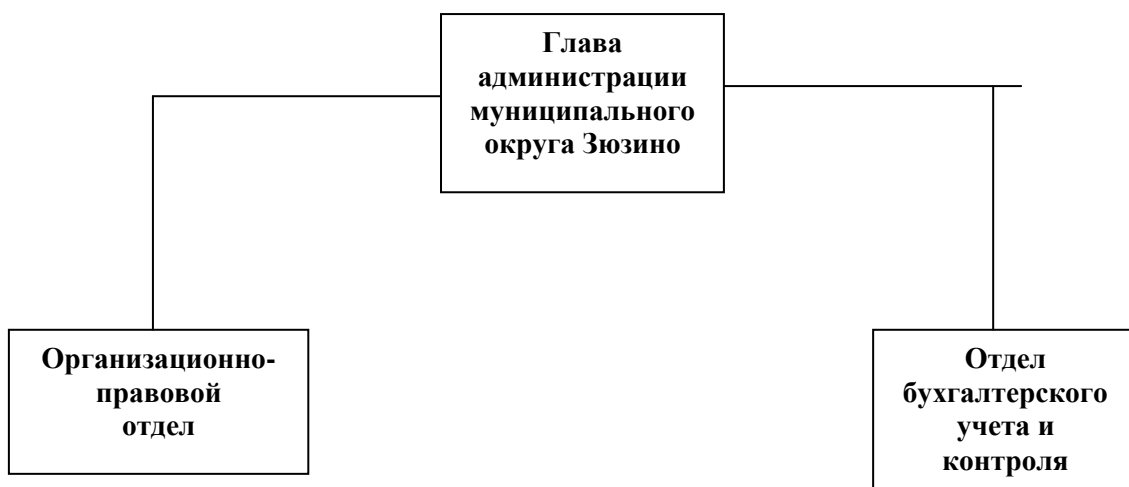 Глава
администрации
муниципального
округа Зюзино
Организационно-
правовой
отдел
Отдел
бухгалтерского
учета и
контроля